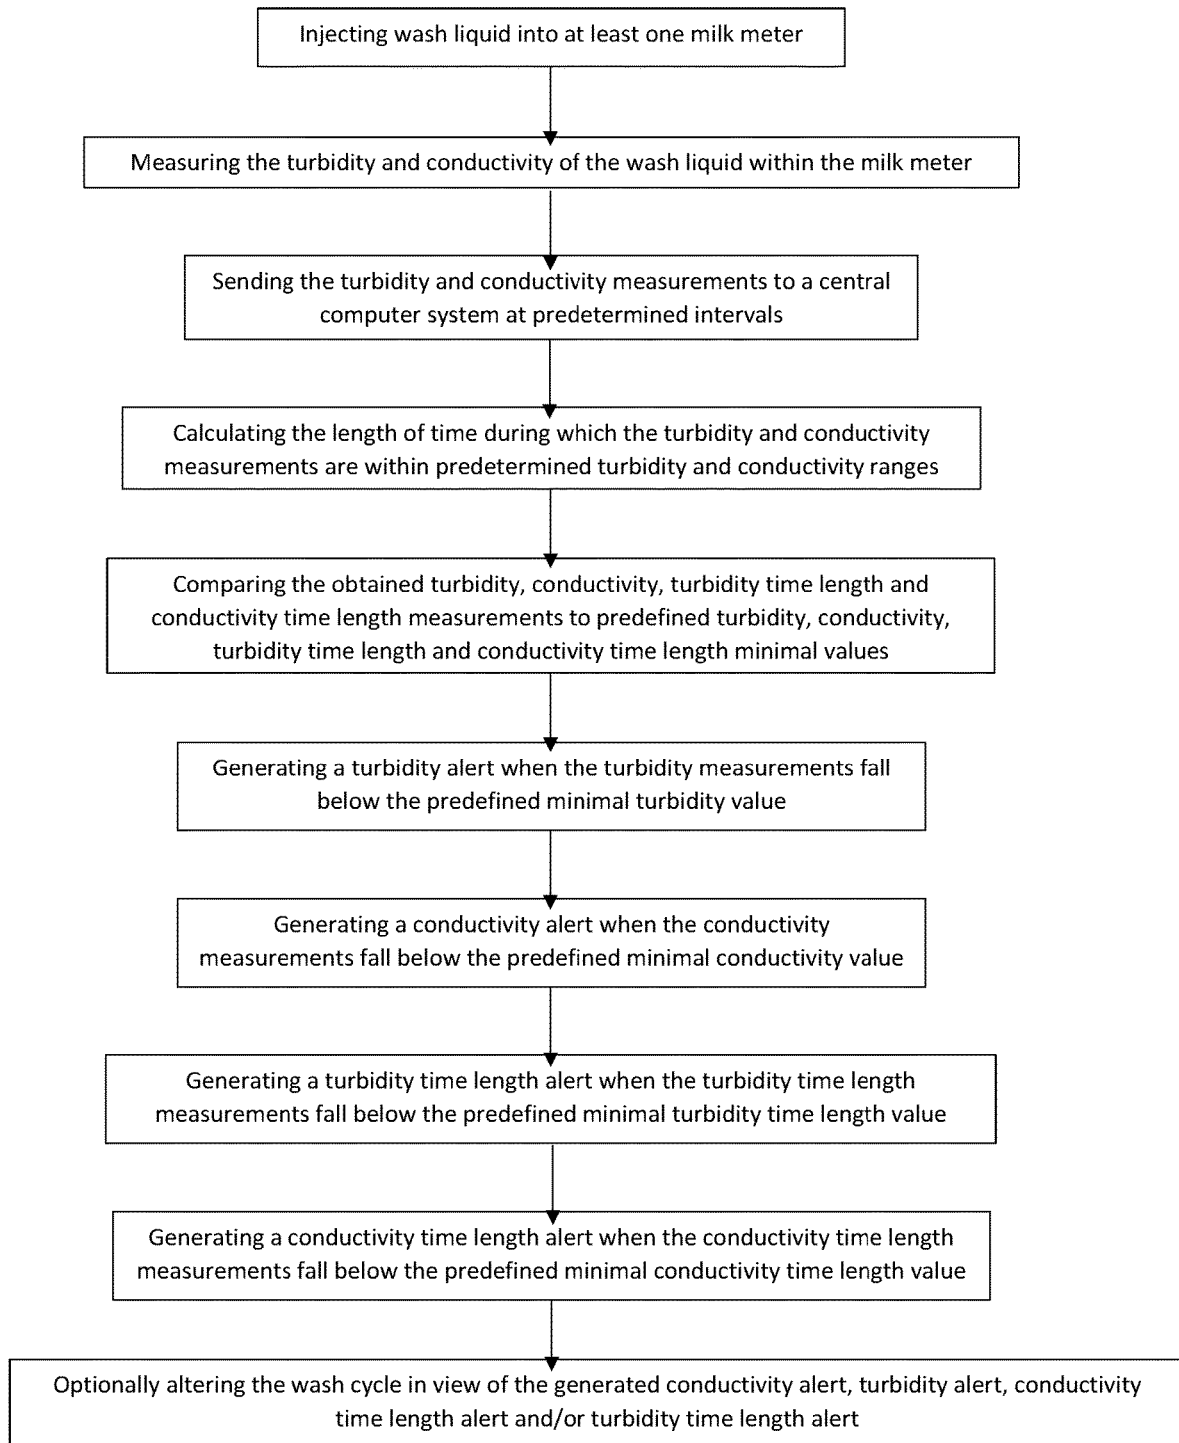 Injecting wash liquid into at least one milk meter
Measuring the turbidity and conductivity of the wash liquid within the milk meter
Sending the turbidity and conductivity measurements to a central
computer system at predetermined intervals
Calculating the length of time during which the turbidity and conductivity
measurements are within predetermined turbidity and conductivity ranges
Comparing the obtained turbidity, conductivity, turbidity time length and
conductivity time length measurements to predefined turbidity, conductivity,
turbidity time length and conductivity time length minimal values
Generating a turbidity alert when the turbidity measurements fall
below the predefined minimal turbidity value
Generating a conductivity alert when the conductivity
measurements fall below the predefined minimal conductivity value
Generating a turbidity time length alert when the turbidity time length
measurements fall below the predefined minimal turbidity time length value
Generating a conductivity time length alert when the conductivity time length
measurements fall below the predefined minimal conductivity time length value
Optionally altering the wash cycle in view of the generated conductivity alert, turbidity alert, conductivity
time length alert and/or turbidity time length alert